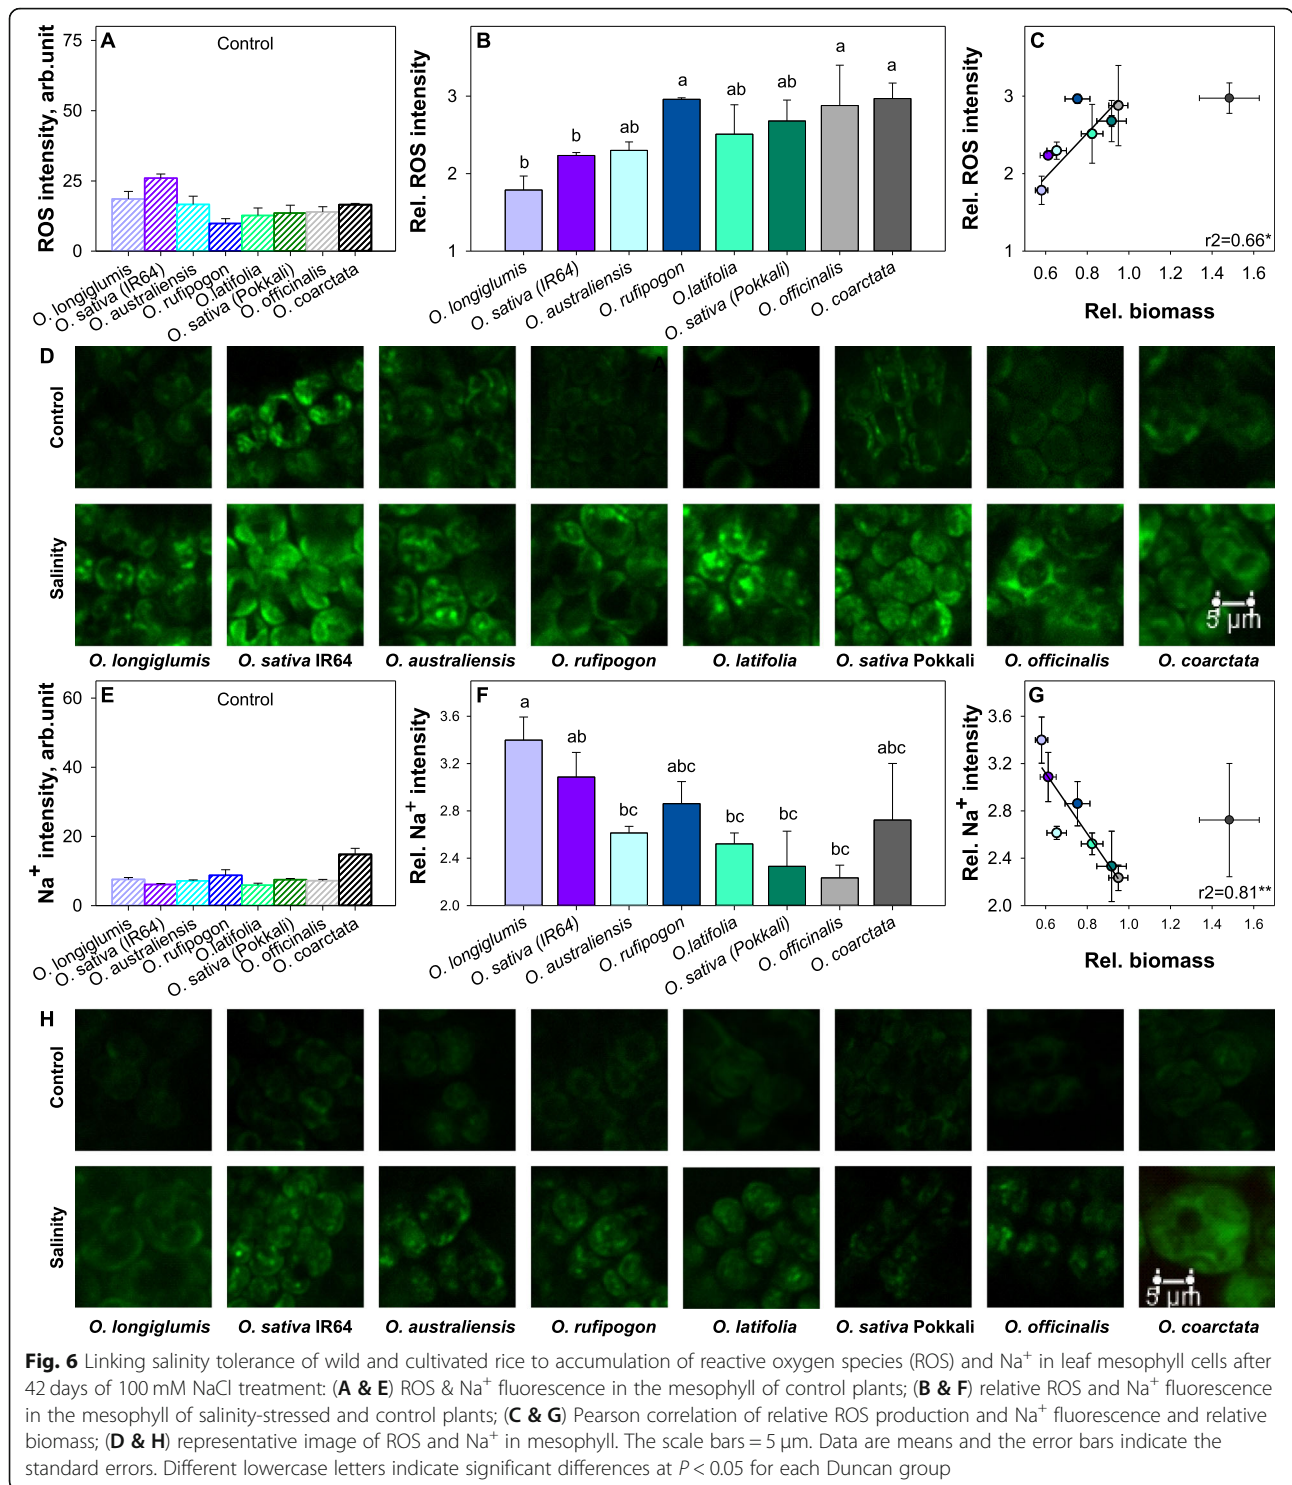 A
Control
ROS intensity, arb.unit
75
50
25
0
O. longiglumis
O. sativa (IR64)
O. australiensis
O. rufipogon
O.latifolia
O. sativa (Pokkali)
O. officinalis
O. coarctata
B
Rel. ROS intensity
3
2
1
b
b
ab
a
ab
ab
a
a
O. longiglumis
O. sativa (IR64)
O. australiensis
O. rufipogon
O.latifolia
O. sativa (Pokkali)
O. officinalis
O. coarctata
C
Rel. ROS intensity
3
2
1
r2=0.66*
0.6 0.8 1.0 1.2 1.4 1.6
Rel. biomass
D
Control
Salinity
5 µm
O. longiglumis O. sativa IR64 O. australiensis O. rufipogon O. latifolia O. sativa Pokkali O. officinalis O. coarctata
E
Control
Na+ intensity, arb.unit
60
40
20
0
O. longiglumis
O. sativa (IR64)
O. australiensis
O. rufipogon
O.latifolia
O. sativa (Pokkali)
O. officinalis
O. coarctata
F
Rel. Na+ intensity
3.6
3.2
2.8
2.4
2.0
a
ab
bc
abc
bc
bc
bc
abc
O. longiglumis
O. sativa (IR64)
O. australiensis
O. rufipogon
O.latifolia
O. sativa (Pokkali)
O. officinalis
O. coarctata
G
Rel. Na+ intensity
3.6
3.2
2.8
2.4
2.0
r2=0.81**
0.6 0.8 1.0 1.2 1.4 1.6
Rel. biomass
H
Control
Salinity
5 µm
O. longiglumis O. sativa IR64 O. australiensis O. rufipogon O. latifolia O. sativa Pokkali O. officinalis O. coarctata
Fig. 6 Linking salinity tolerance of wild and cultivated rice to accumulation of reactive oxygen species (ROS) and Na+ in leaf mesophyll cells after
42 days of 100 mM NaCl treatment: (A & E) ROS & Na+ fluorescence in the mesophyll of control plants; (B & F) relative ROS and Na+ fluorescence
in the mesophyll of salinity-stressed and control plants; (C & G) Pearson correlation of relative ROS production and Na+ fluorescence and relative
biomass; (D & H) representative image of ROS and Na+ in mesophyll. The scale bars = 5 µm. Data are means and the error bars indicate the
standard errors. Different lowercase letters indicate significant differences at P < 0.05 for each Duncan group